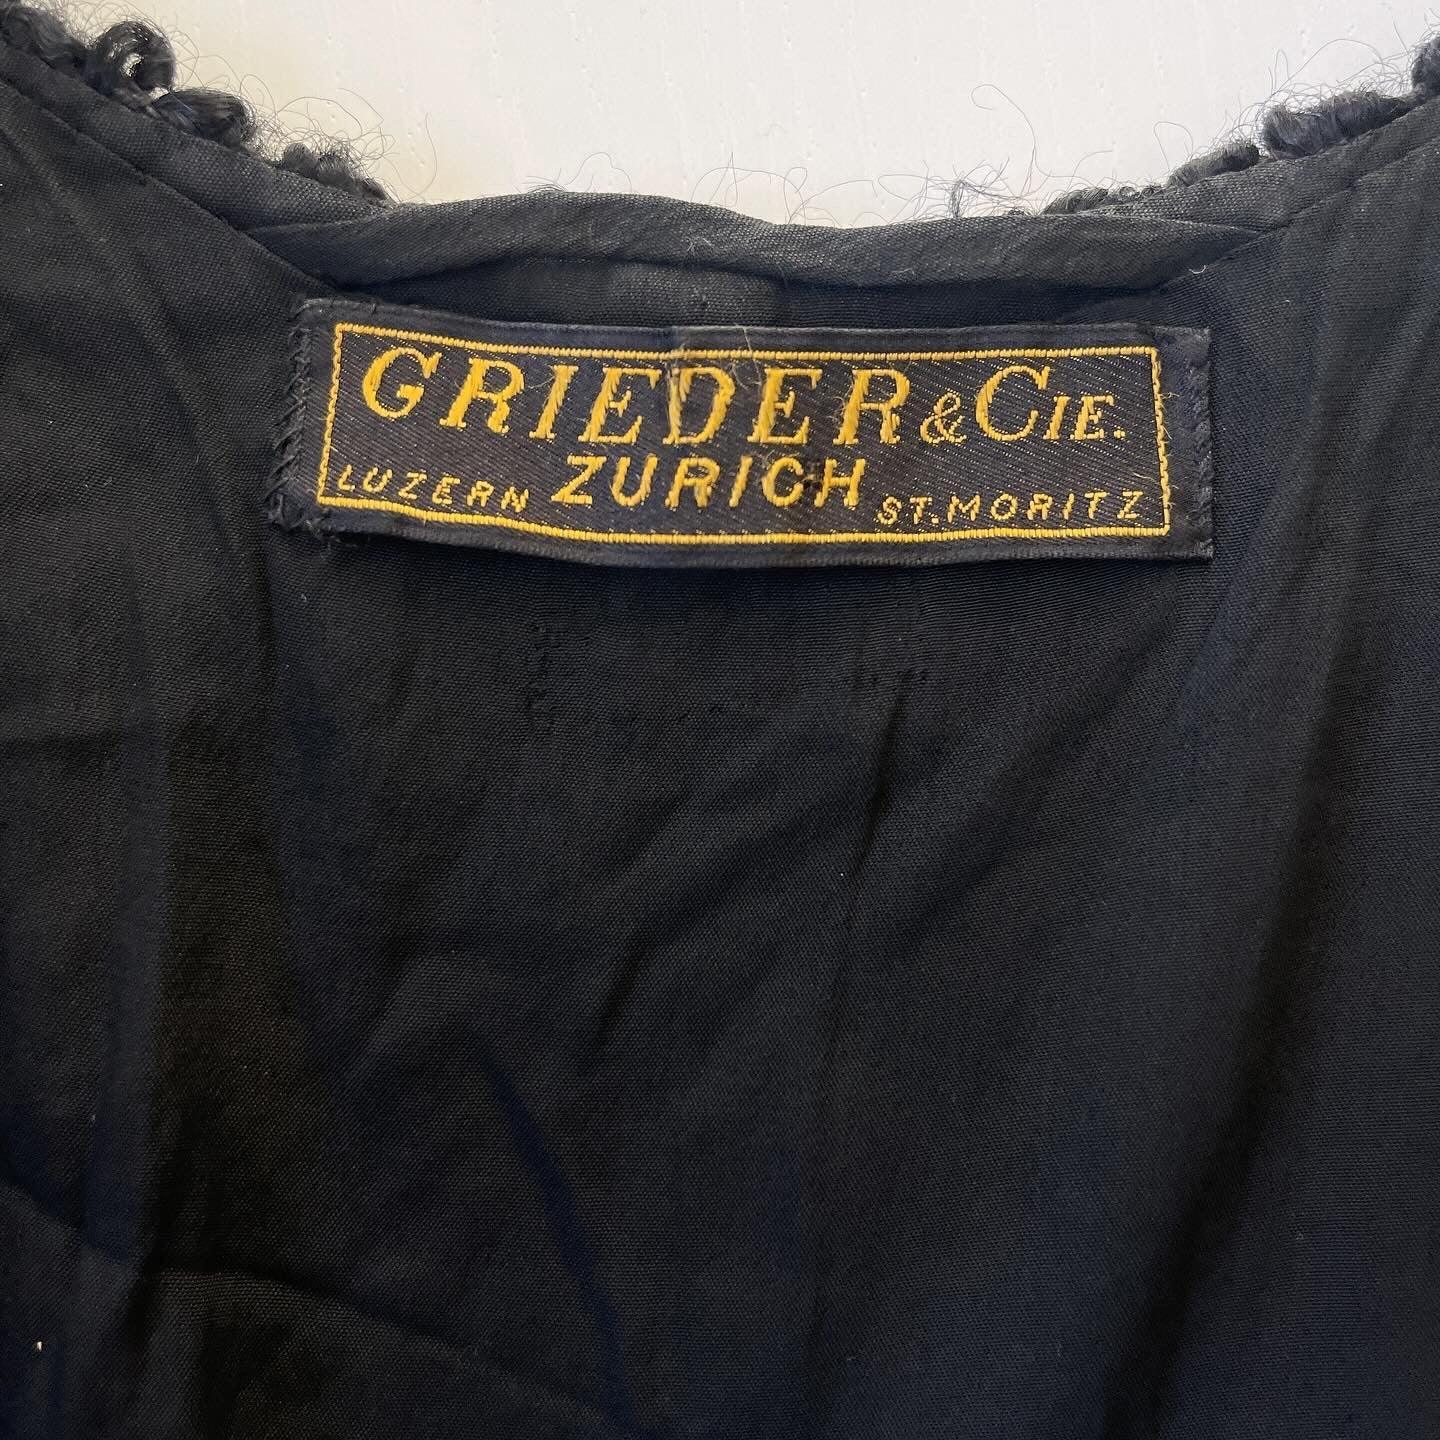 GRIEDER & CIE.
LUZERN ZURICH ST. MORITZ